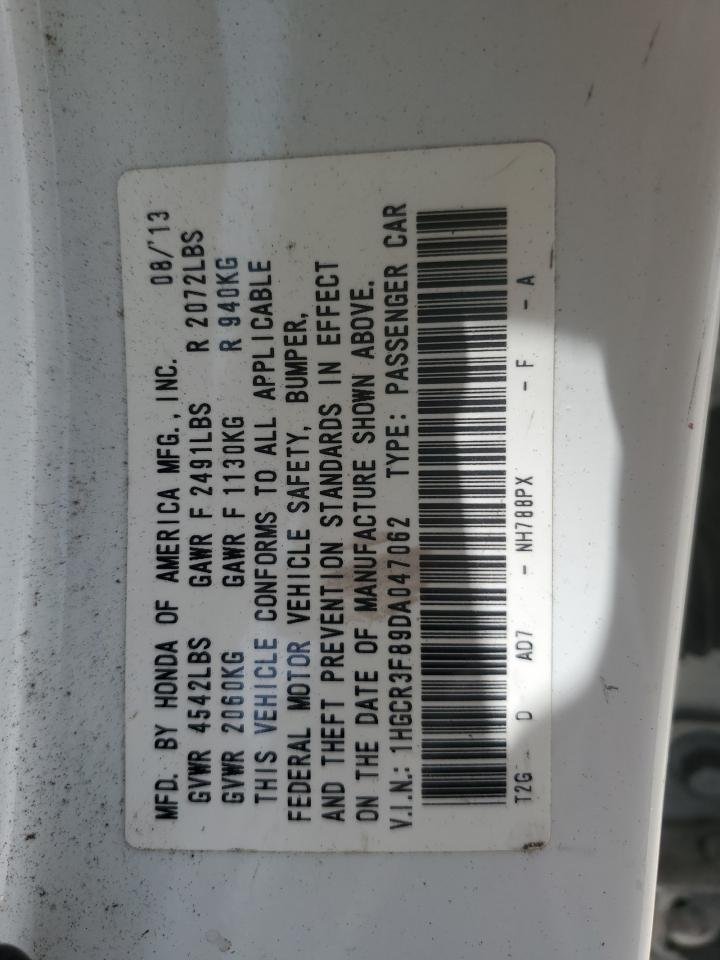 MFD. BY HONDA OF AMERICA MFG., INC. 08/'13
GVWR 4542LBS GAWR F 2491LBS R 2072LBS
GVWR 2060KG GAWR F 1130KG R 940KG
THIS VEHICLE CONFORMS TO ALL APPLICABLE
FEDERAL MOTOR VEHICLE SAFETY, BUMPER,
AND THEFT PREVENTION STANDARDS IN EFFECT
ON THE DATE OF MANUFACTURE SHOWN ABOVE.
V.I.N.: 1HGCR3F89DA047062 TYPE: PASSENGER CAR
T2G D AD7 - NH788PX - F - A